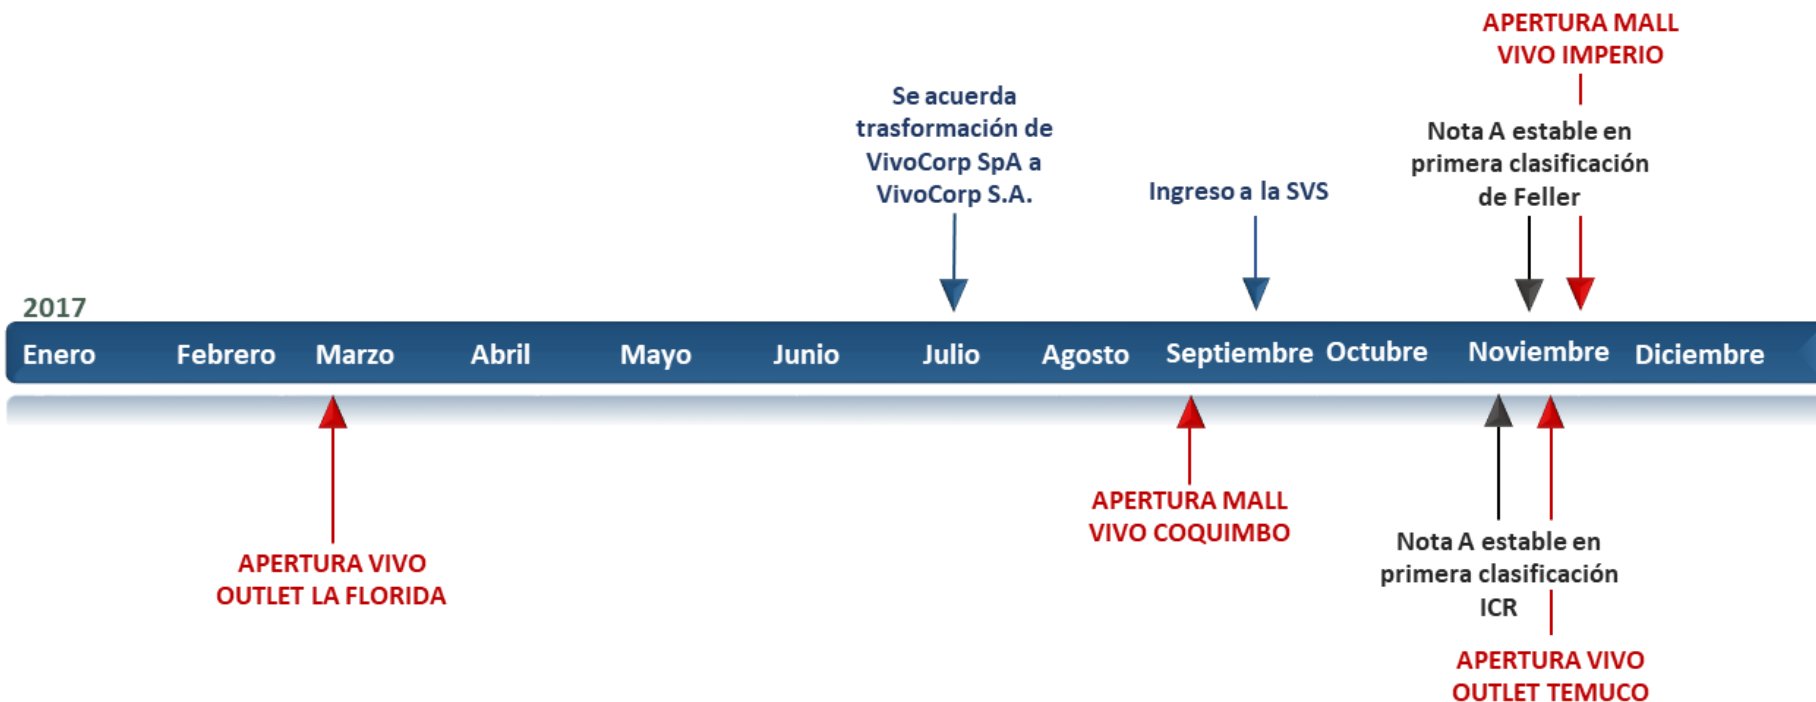 APERTURA MALL
VIVO IMPERIO
Se acuerda
trasformación de
VivoCorp SpA a
VivoCorp S.A.
Ingreso a la SVS
Nota A estable en
primera clasificación
de Feller
2017
Enero Febrero Marzo Abril Mayo Junio Julio Agosto Septiembre Octubre Noviembre Diciembre
APERTURA VIVO
OUTLET LA FLORIDA
APERTURA MALL
VIVO COQUIMBO
Nota A estable en
primera clasificación
ICR
APERTURA VIVO
OUTLET TEMUCO